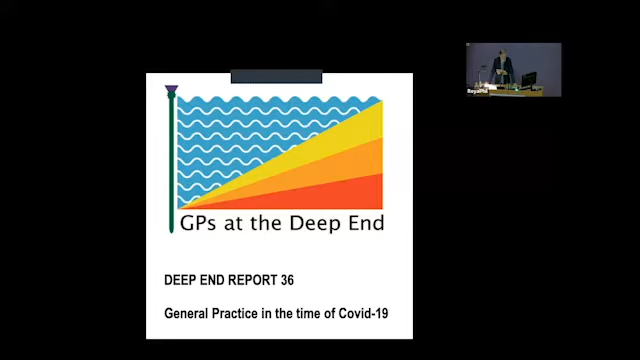 GPs at the Deep End
DEEP END REPORT 36
General Practice in the time of Covid-19